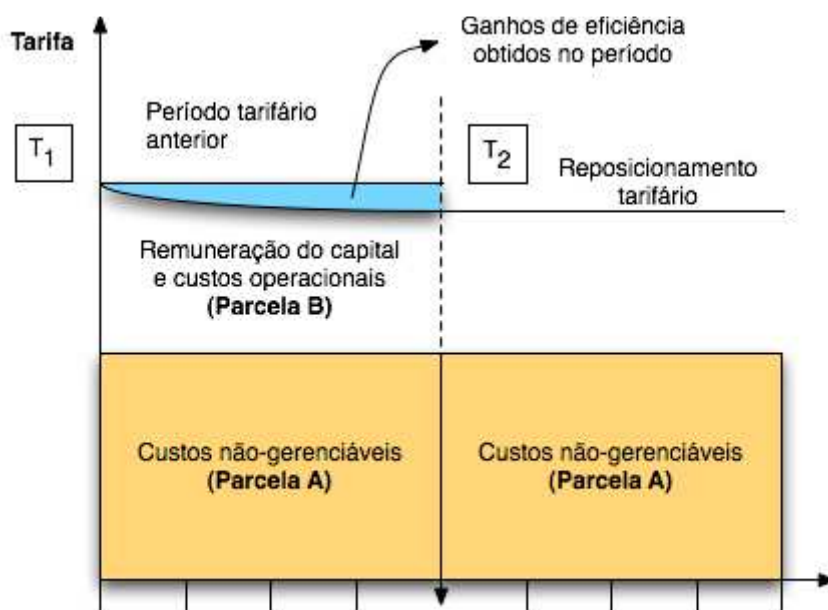 Tarifa
Ganhos de eficiência
obtidos no período
Período tarifário
anterior
T1
T2
Reposicionamento
tarifário
Remuneração do capital
e custos operacionais
(Parcela B)
Custos não-gerenciáveis
(Parcela A)
Custos não-gerenciáveis
(Parcela A)